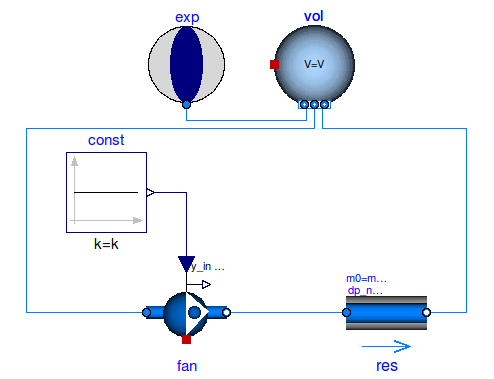 exp
vol
V=V
const
k=k
y_in ...
m0=m...
dp_n...
fan
res